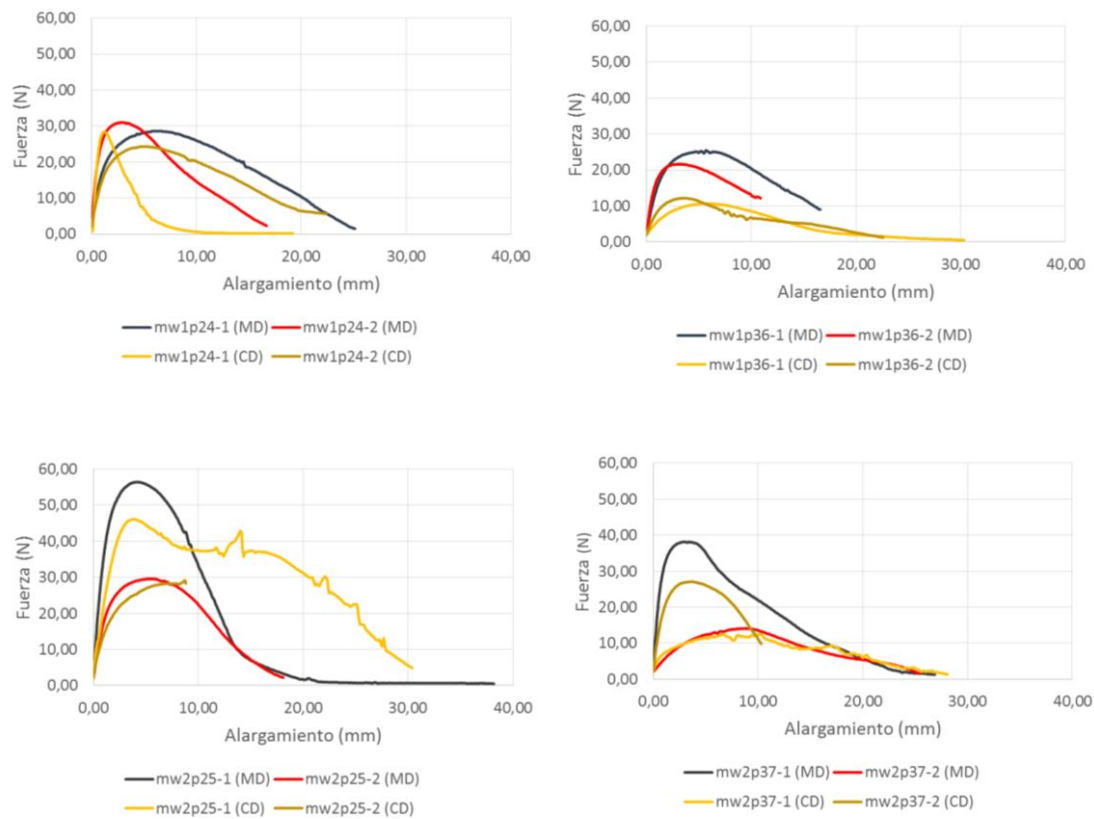 60,00
50,00
40,00
30,00
20,00
10,00
0,00
Fuerza (N)
0,00 10,00 20,00 30,00 40,00
Alargamiento (mm)
mw1p24-1 (MD) mw1p24-2 (MD)
mw1p24-1 (CD) mw1p24-2 (CD)
60,00
50,00
40,00
30,00
20,00
10,00
0,00
Fuerza (N)
0,00 10,00 20,00 30,00 40,00
Alargamiento (mm)
mw1p36-1 (MD) mw1p36-2 (MD)
mw1p36-1 (CD) mw1p36-2 (CD)
60,00
50,00
40,00
30,00
20,00
10,00
0,00
Fuerza (N)
0,00 10,00 20,00 30,00 40,00
Alargamiento (mm)
mw2p25-1 (MD) mw2p25-2 (MD)
mw2p25-1 (CD) mw2p25-2 (CD)
60,00
50,00
40,00
30,00
20,00
10,00
0,00
Fuerza (N)
0,00 10,00 20,00 30,00 40,00
Alargamiento (mm)
mw2p37-1 (MD) mw2p37-2 (MD)
mw2p37-1 (CD) mw2p37-2 (CD)